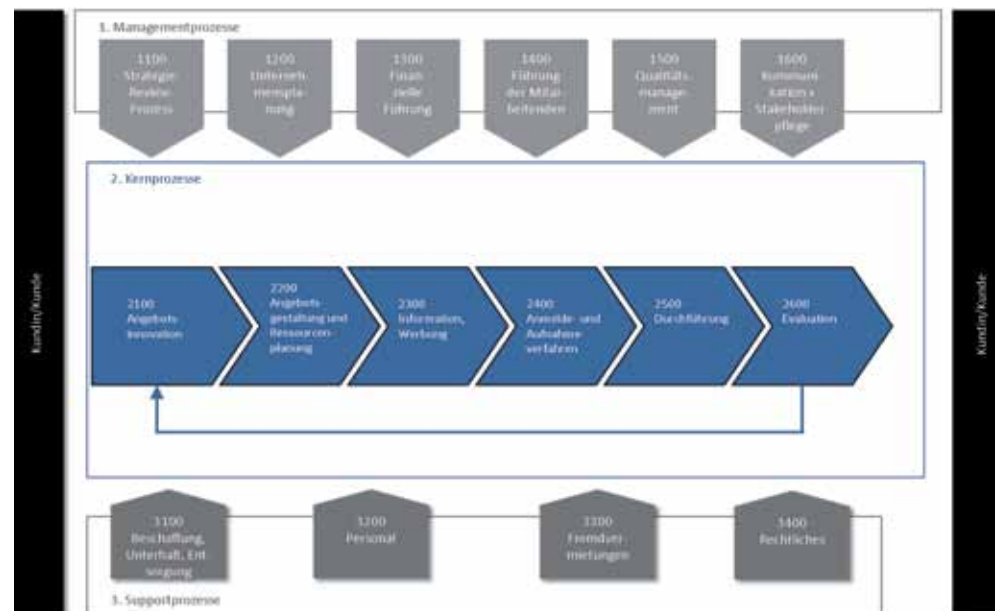 1. Managementprozesse
1100
Strategie-
Review-
Prozess
1200
Unterneh-
menspla-
nung
1300
Finan-
zielle
Führung
1400
Führung
der Mitar-
beitenden
1500
Qualitäts-
manage-
ment
1600
Kommuni
kation +
Stakeholder
pflege
Kundin/Kunde
2. Kernprozesse
2100
Angebots-
innovation
2200
Angebots-
gestaltung und
Ressourcen-
planung
2300
Information,
Werbung
2400
Anmelde- und
Aufnahme-
verfahren
2500
Durchführung
2600
Evaluation
Kundin/Kunde
3100
Beschaffung,
Unterhalt, Ent
sorgung
3200
Personal
3300
Fremdver-
mietungen
3400
Rechtliches
3. Supportprozesse